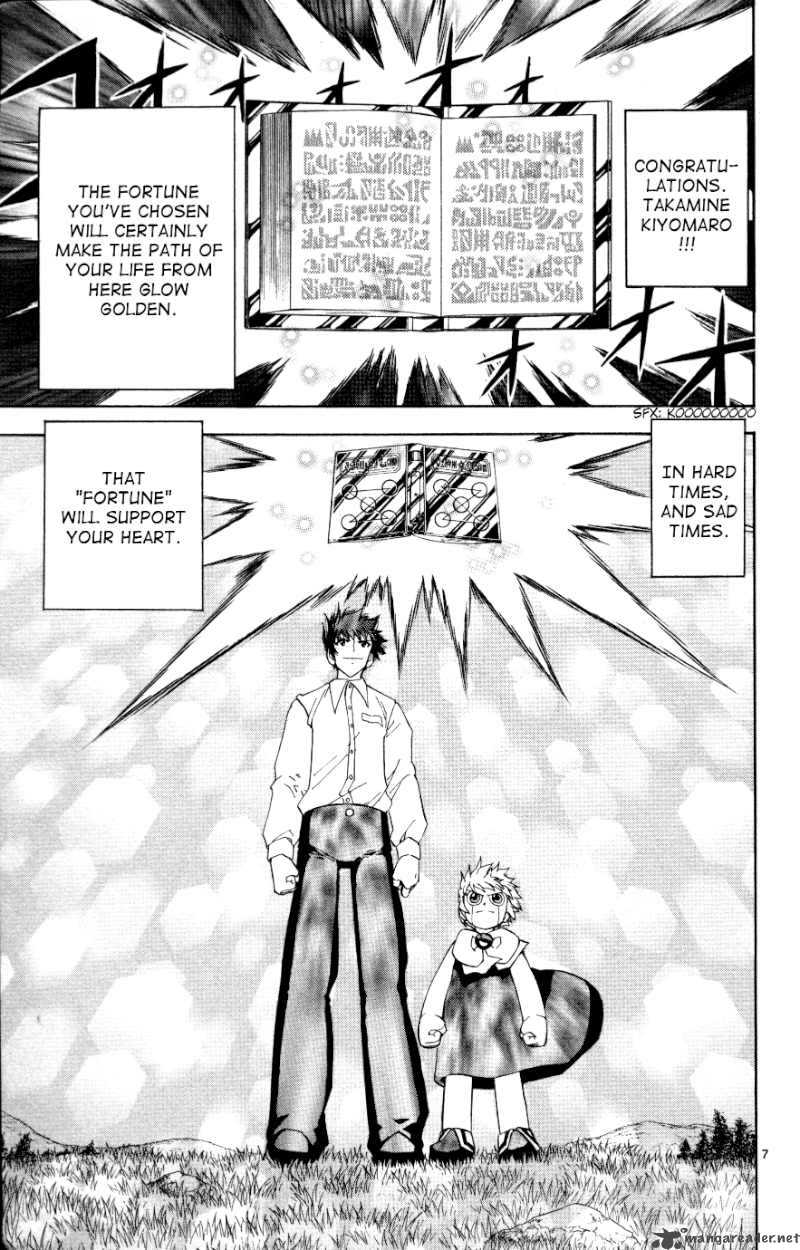 CONGRATU-
LATIONS.
TAKAMINE
KIYOMARO
!!!
THE FORTUNE
YOU'VE CHOSEN
WILL CERTAINLY
MAKE THE PATH OF
YOUR LIFE FROM
HERE GLOW
GOLDEN.
SFX: KOOOOOOOOO
IN HARD
TIMES,
AND SAD
TIMES.
THAT
"FORTUNE"
WILL SUPPORT
YOUR HEART.
7
mangareader.net